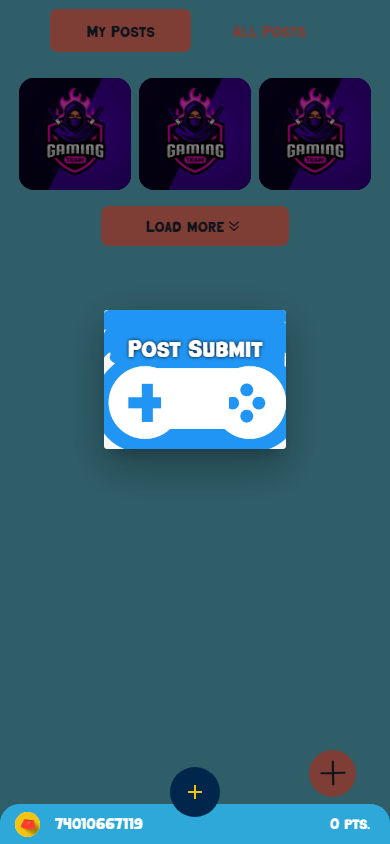 My Posts
All Posts
GAMING
TEAM
GAMING
TEAM
GAMING
TEAM
Load more
Post Submit
74010667119
0 PTS.